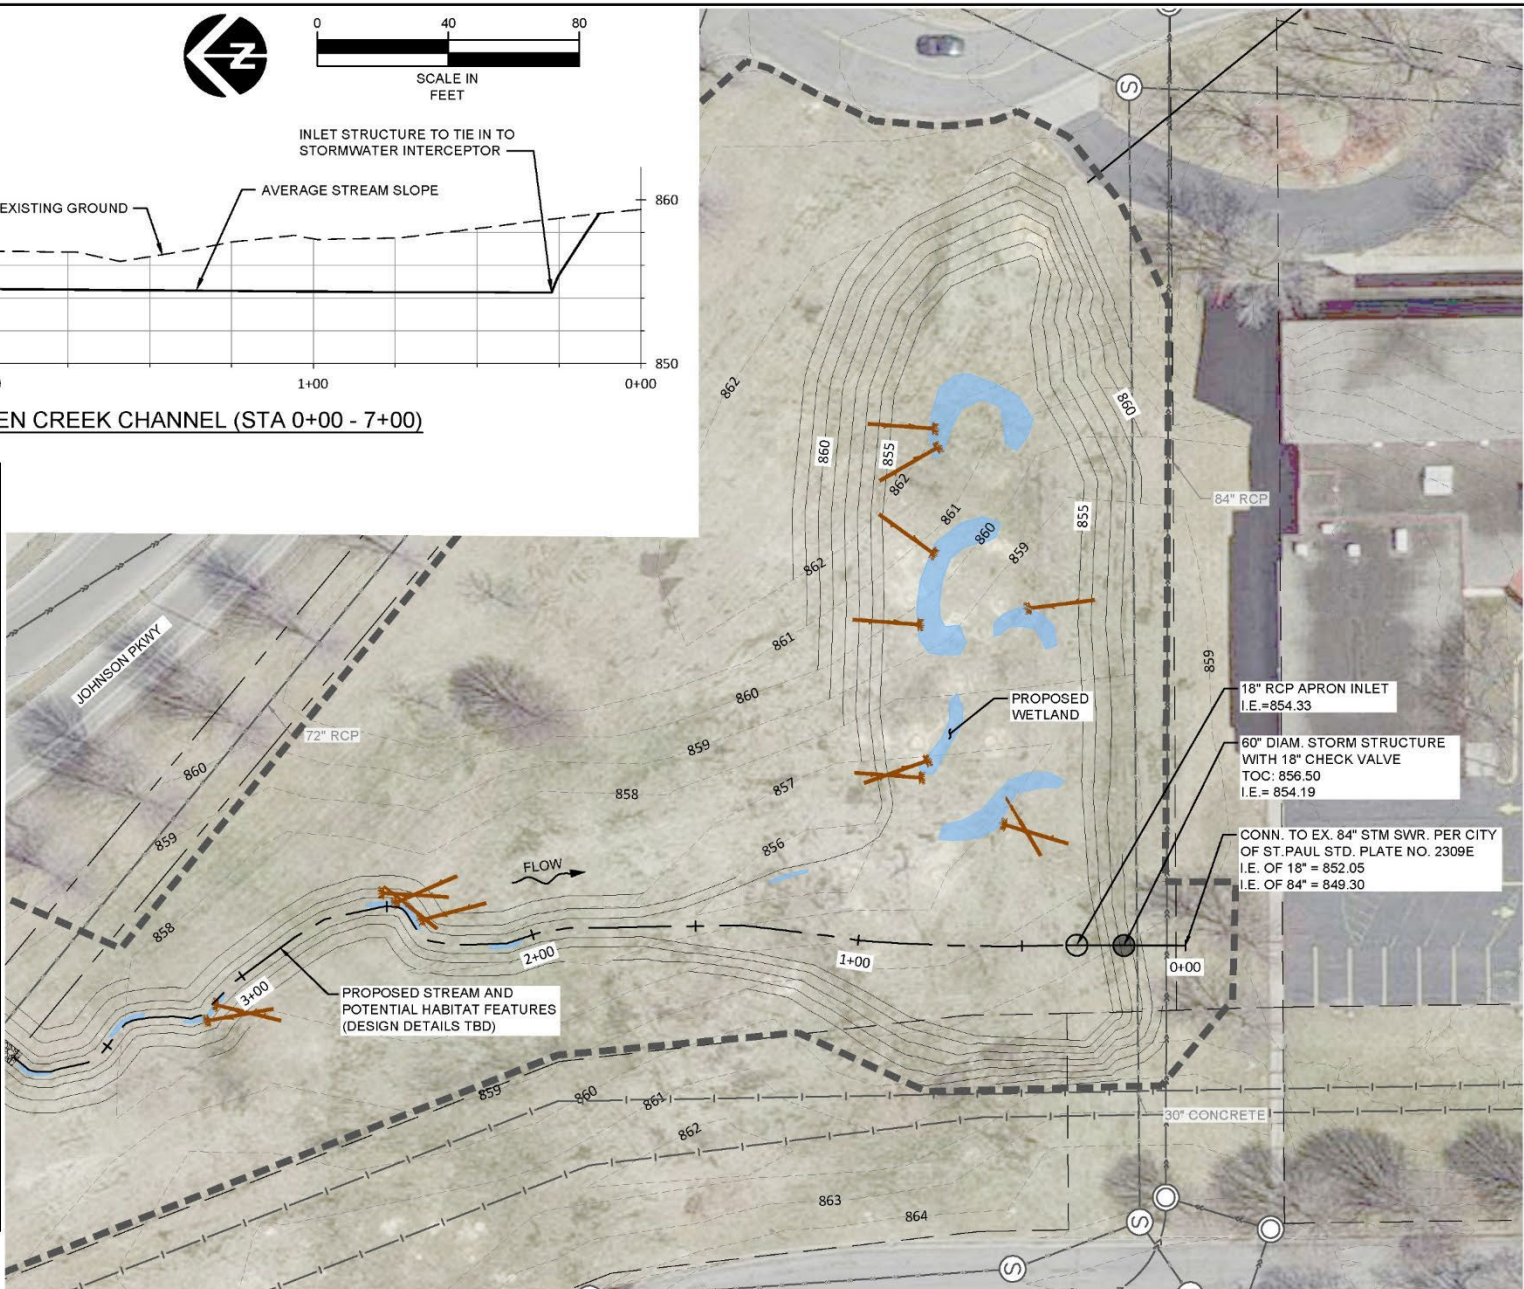 Z
0 40 80
SCALE IN
FEET
INLET STRUCTURE TO TIE IN TO
STORMWATER INTERCEPTOR
AVERAGE STREAM SLOPE
EXISTING GROUND
860
850
1+00
0+00
EN CREEK CHANNEL (STA 0+00 - 7+00)
S
862
860
860
855
862
84" RCP
861
855
860
859
862
JOHNSON PKWY
861
859
18" RCP APRON INLET
I.E.=854.33
860
PROPOSED
WETLAND
72" RCP
859
60" DIAM. STORM STRUCTURE
WITH 18" CHECK VALVE
TOC: 856.50
I.E.= 854.19
860
857
858
859
CONN. TO EX. 84" STM SWR. PER CITY
OF ST.PAUL STD. PLATE NO. 2309E
I.E. OF 18" = 852.05
I.E. OF 84" = 849.30
856
FLOW
858
2+00
1+00
0+00
3+00
PROPOSED STREAM AND
POTENTIAL HABITAT FEATURES
(DESIGN DETAILS TBD)
859
860
861
30" CONCRETE
862
863
864
S
S